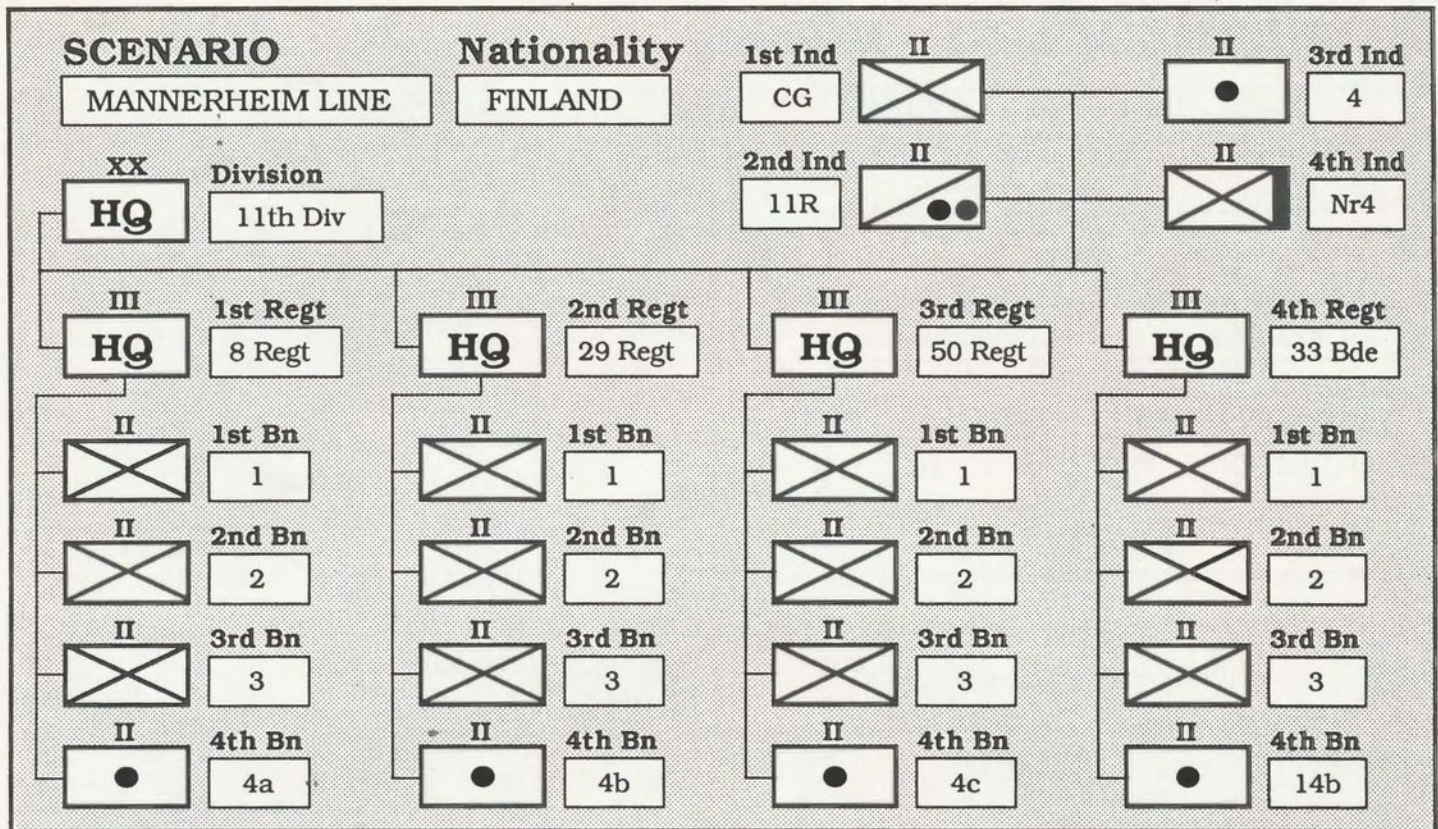 SCENARIO Nationality
MANNERHEIM LINE FINLAND
1st Ind II II 3rd Ind
CG 4
2nd Ind II II 4th Ind
11R Nr4
XX Division
HQ 11th Div
III 1st Regt III 2nd Regt III 3rd Regt III 4th Regt
HQ 8 Regt HQ 29 Regt HQ 50 Regt HQ 33 Bde
II 1st Bn II 1st Bn II 1st Bn II 1st Bn
1 1 1 1
II 2nd Bn II 2nd Bn II 2nd Bn II 2nd Bn
2 2 2 2
II 3rd Bn II 3rd Bn II 3rd Bn II 3rd Bn
3 3 3 3
II 4th Bn II 4th Bn II 4th Bn II 4th Bn
4a 4b 4c 14b